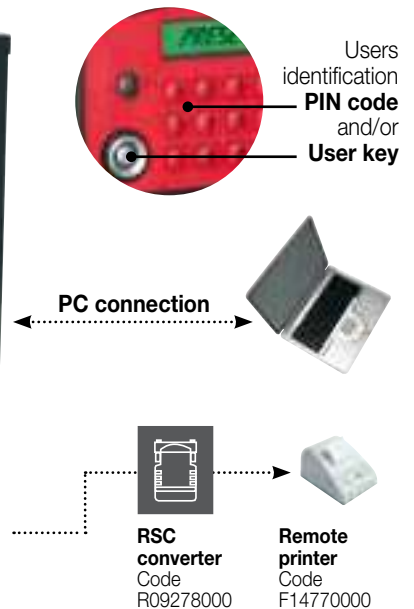 Users
identification
PIN code
and/or
User key
PC connection
RSC
converter
Code
R09278000
Remote
printer
Code
F14770000